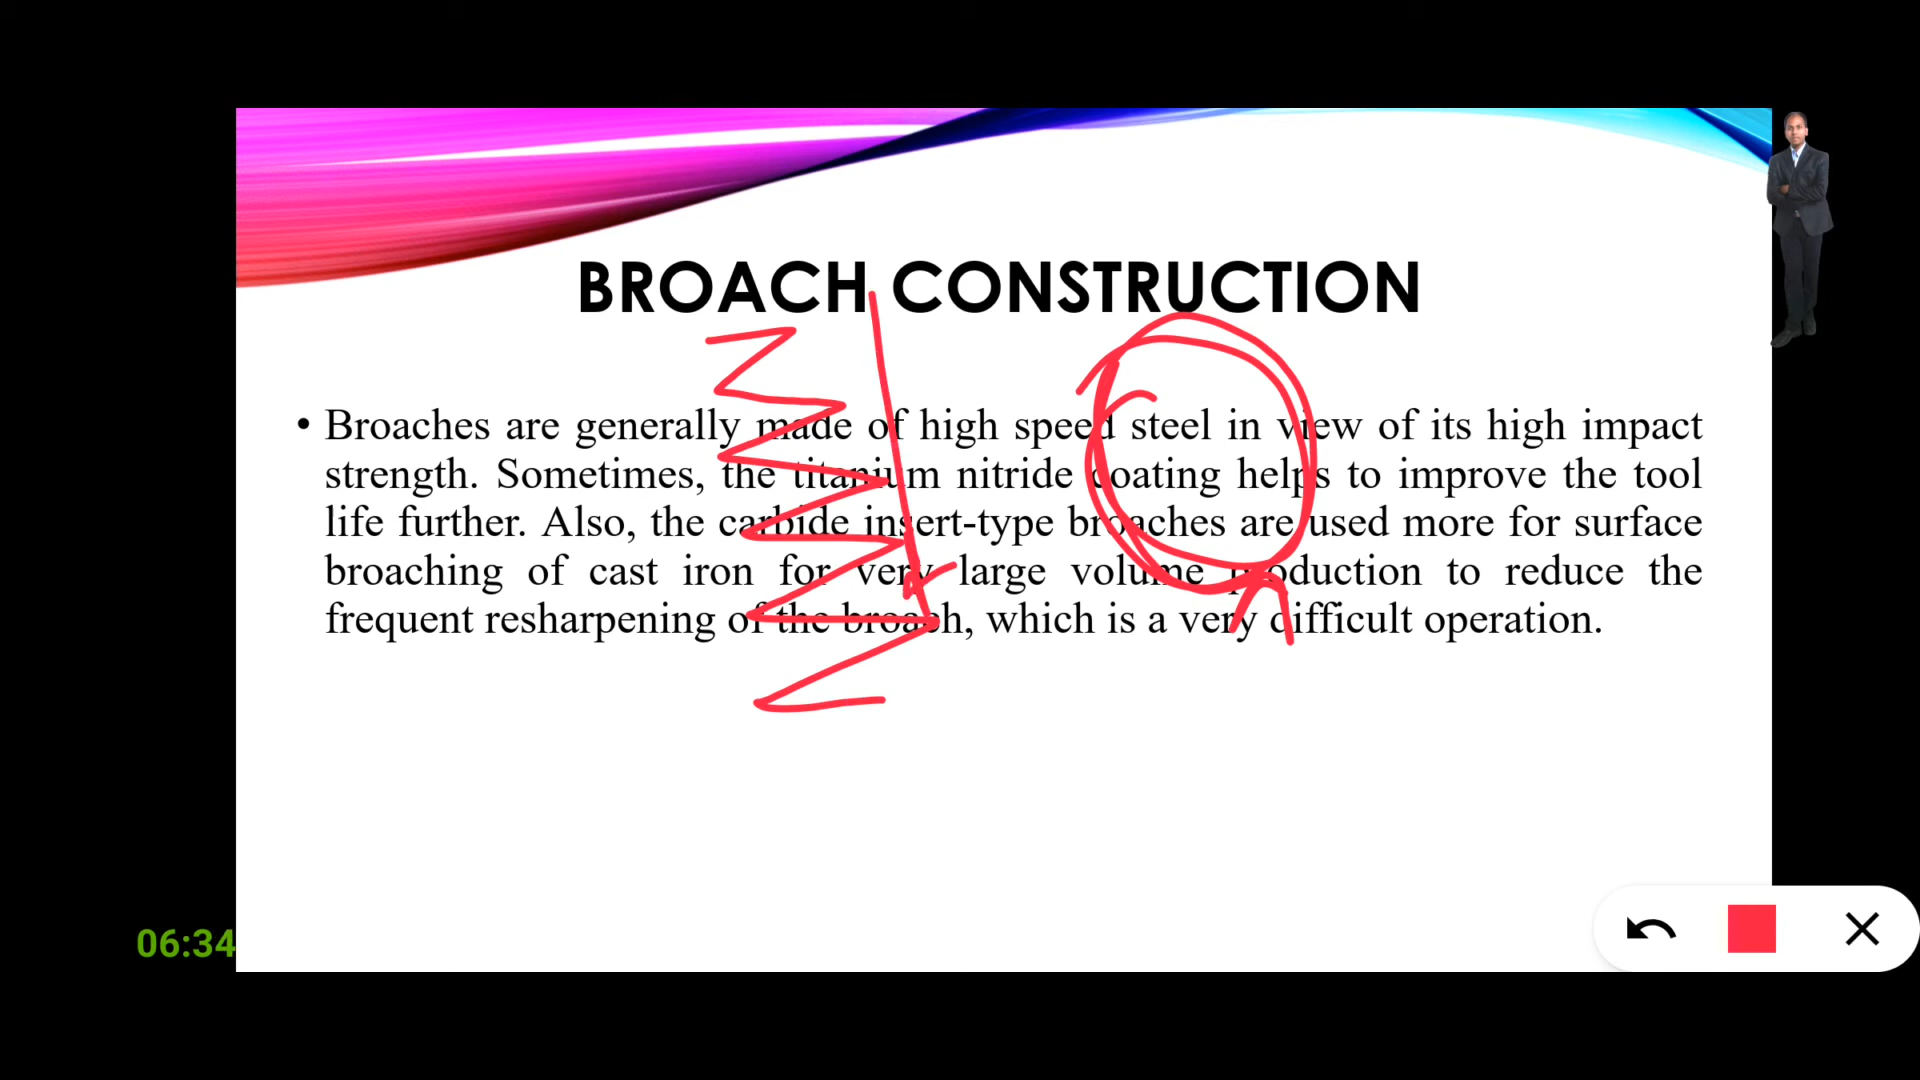 BROACH CONSTRUCTION
• Broaches are generally made of high speed steel in view of its high impact
strength. Sometimes, the titanium nitride coating helps to improve the tool
life further. Also, the carbide insert-type broaches are used more for surface
broaching of cast iron for very large volume production to reduce the
frequent resharpening of the broach, which is a very difficult operation.
06:34